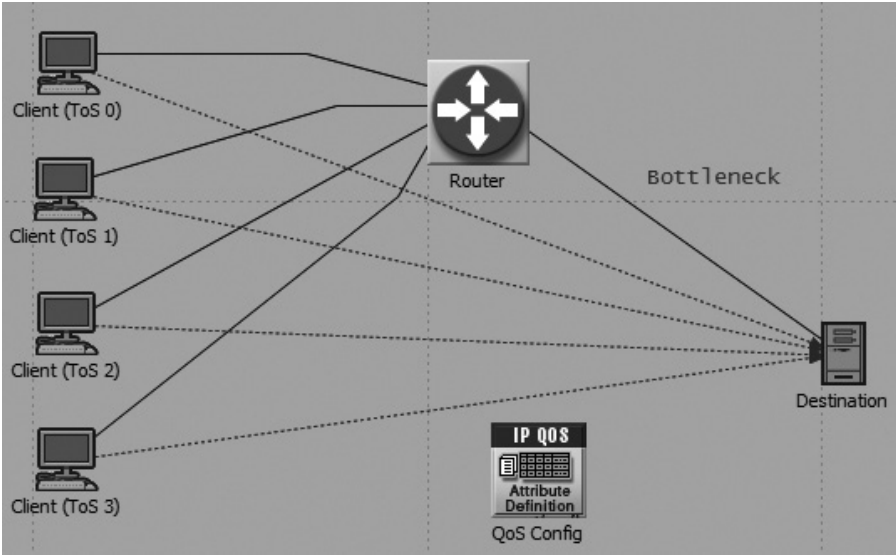 Client (ToS 0)
Router
Bottleneck
Client (ToS 1)
Client (ToS 2)
Destination
IP QOS
Attribute
Definition
Client (ToS 3)
QoS Config